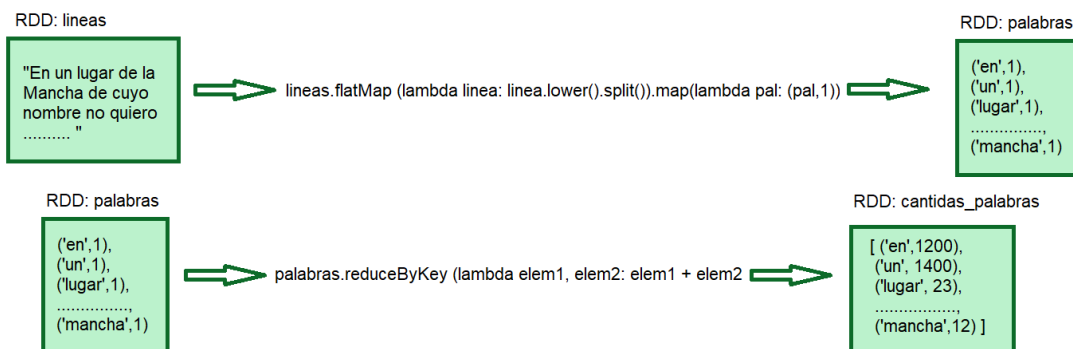 RDD: lineas
"En un lugar de la
Mancha de cuyo
nombre no quiero
.......... "
lineas.flatMap (lambda linea: linea.lower().split()).map(lambda pal: (pal,1))
RDD: palabras
('en',1),
('un',1),
('lugar',1),
................,
('mancha',1)
RDD: palabras
('en',1),
('un',1),
('lugar',1),
................,
('mancha',1)
palabras.reduceByKey (lambda elem1, elem2: elem1 + elem2
RDD: cantidas_palabras
[ ('en',1200),
('un', 1400),
('lugar', 23),
..................,
('mancha',12) ]